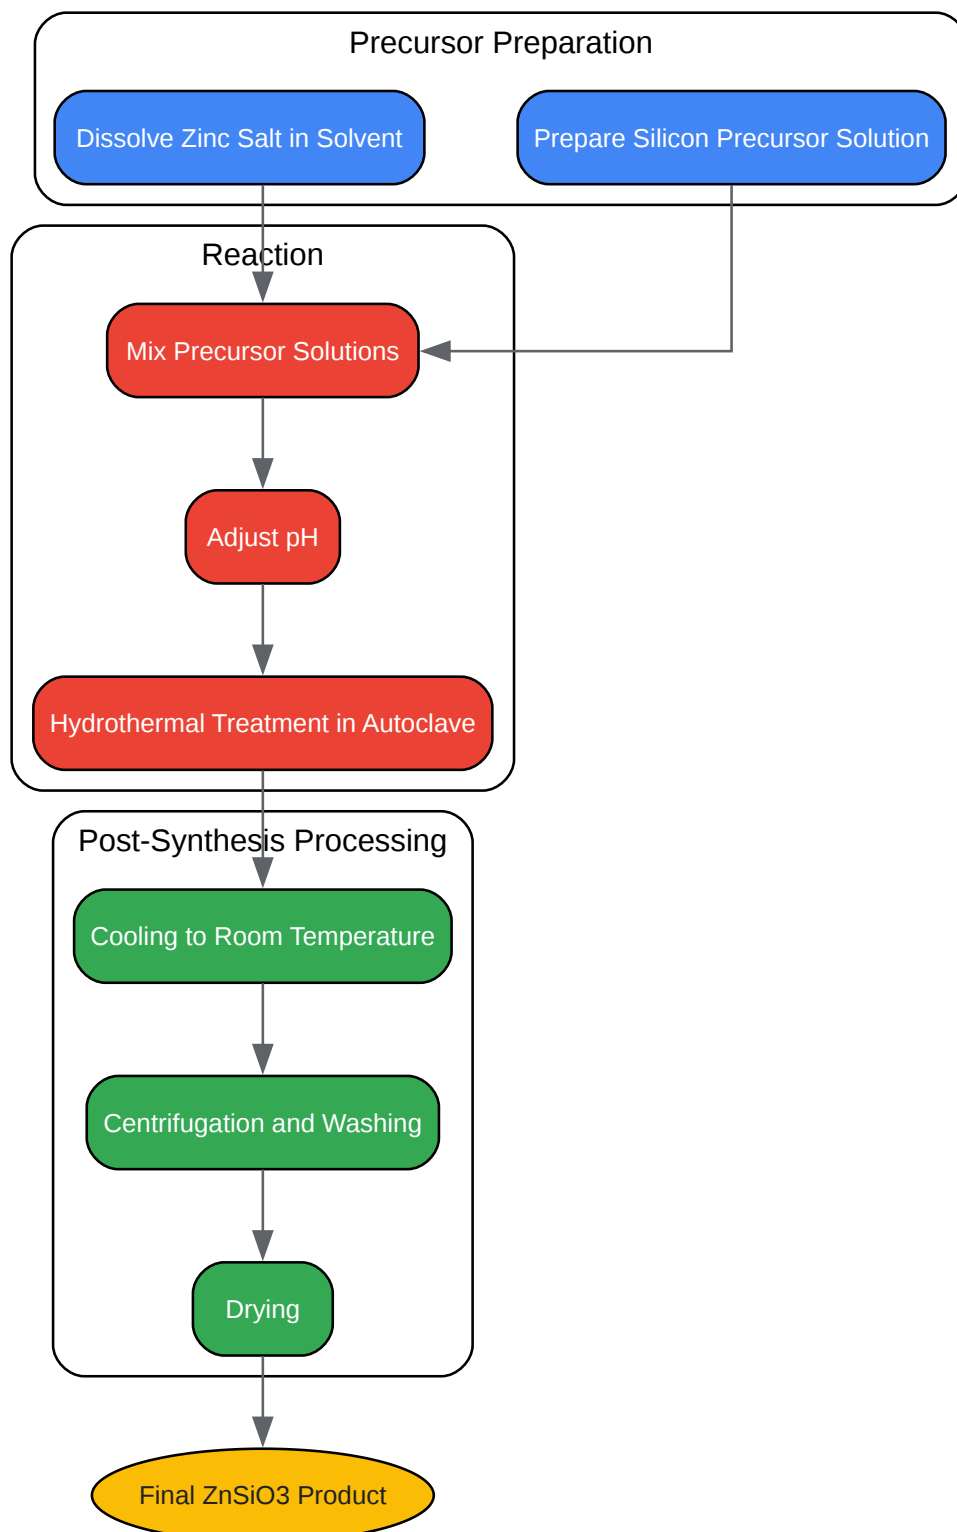 Precursor Preparation
Dissolve Zinc Salt in Solvent
Prepare Silicon Precursor Solution
Reaction
Mix Precursor Solutions
Adjust pH
Hydrothermal Treatment in Autoclave
Post-Synthesis Processing
Cooling to Room Temperature
Centrifugation and Washing
Drying
Final ZnSiO3 Product